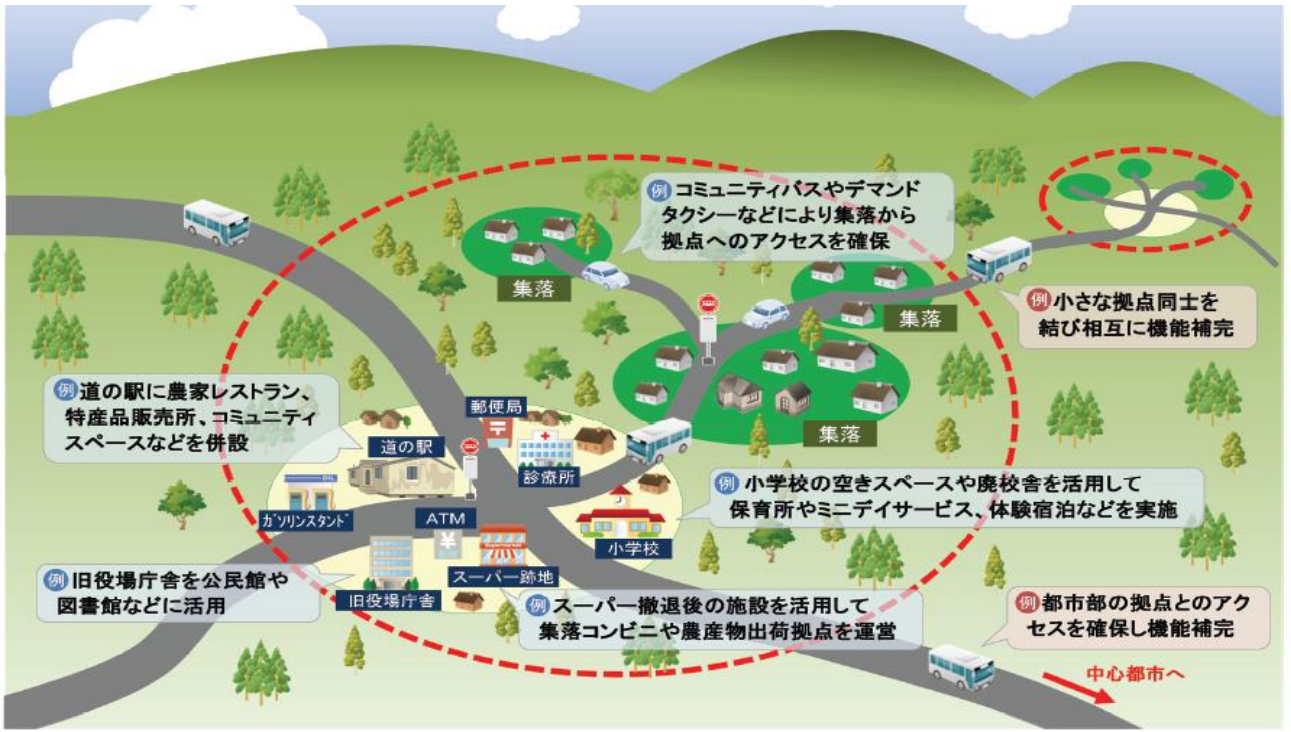 例 コミュニティバスやデマンド
タクシーなどにより集落から
拠点へのアクセスを確保
集落
集落
例 小さな拠点同士を
結び相互に機能補完
集落
例 道の駅に農家レストラン、
特産品販売所、コミュニティ
スペースなどを併設
郵便局
道の駅
診療所
ガソリンスタンド
ATM
小学校
例 小学校の空きスペースや廃校舎を活用して
保育所やミニデイサービス、体験宿泊などを実施
例 旧役場庁舎を公民館や
図書館などに活用
旧役場庁舎
スーパー跡地
例 スーパー撤退後の施設を活用して
集落コンビニや農産物出荷拠点を運営
例 都市部の拠点とのアク
セスを確保し機能補完
中心都市へ